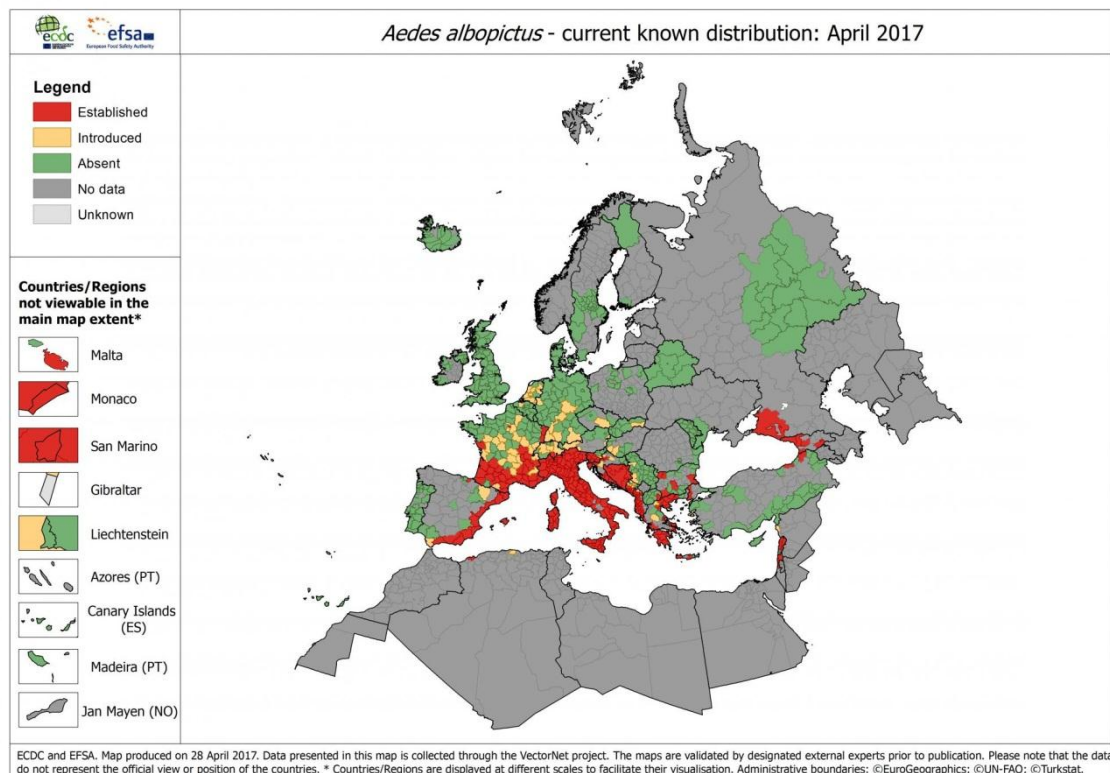 ecdc
efsa
European Food Safety Authority
Aedes albopictus - current known distribution: April 2017
Legend
Established
Introduced
Absent
No data
Unknown
Countries/Regions
not viewable in the
main map extent*
Malta
Monaco
San Marino
Gibraltar
Liechtenstein
Azores (PT)
Canary Islands
(ES)
Madeira (PT)
Jan Mayen (NO)
ECDC and EFSA. Map produced on 28 April 2017. Data presented in this map is collected through the VectorNet project. The maps are validated by designated external experts prior to publication. Please note that the data
do not represent the official view or position of the countries. * Countries/Regions are displayed at different scales to facilitate their visualisation. Administrative boundaries: ©EuroGeographics; ©UN-FAO; ©Turkstat.